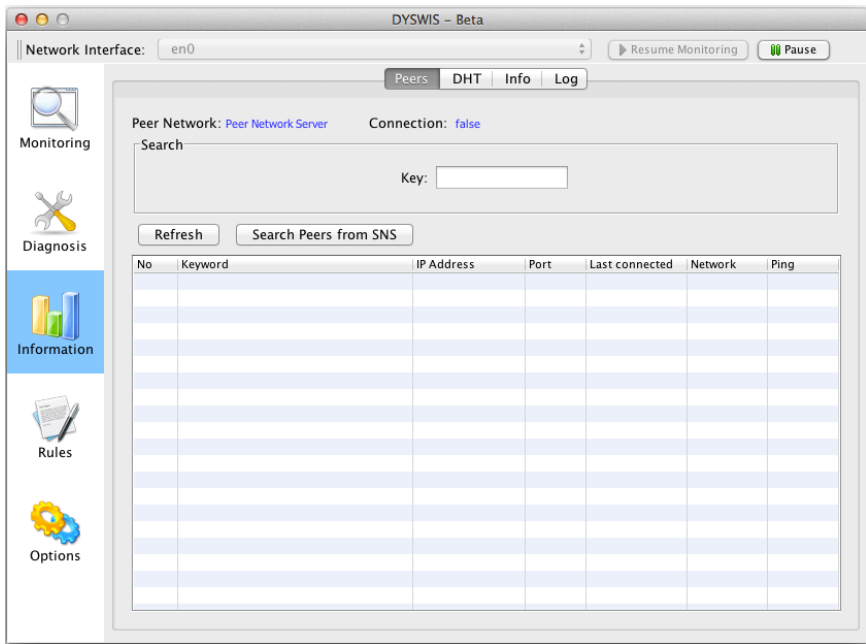 DYSWIS – Beta
Network Interface: en0 Resume Monitoring Pause
Peers DHT Info Log
Monitoring
Diagnosis
Information
Rules
Options
Peer Network: Peer Network Server Connection: false
Search
Key:
Refresh Search Peers from SNS
No Keyword IP Address Port Last connected Network Ping